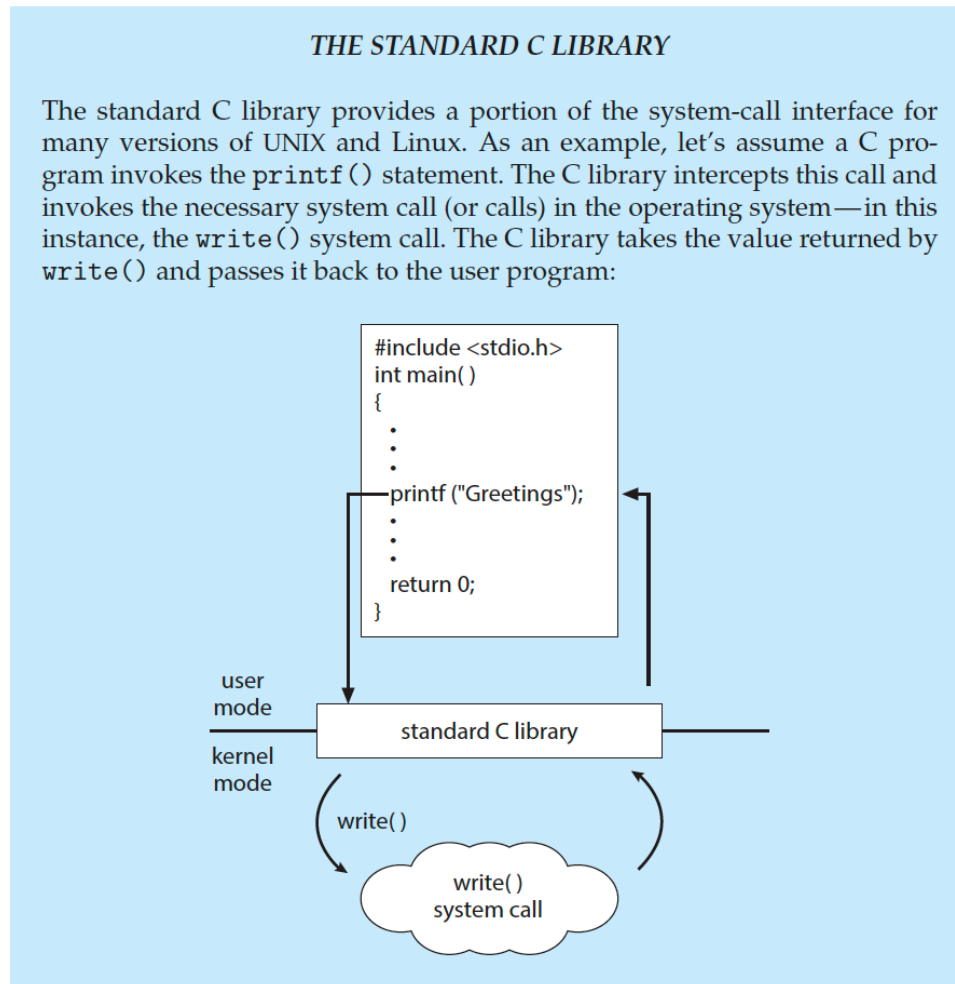 THE STANDARD C LIBRARY
The standard C library provides a portion of the system-call interface for
many versions of UNIX and Linux. As an example, let's assume a C pro-
gram invokes the printf() statement. The C library intercepts this call and
invokes the necessary system call (or calls) in the operating system—in this
instance, the write() system call. The C library takes the value returned by
write() and passes it back to the user program:
#include <stdio.h>
int main( )
{
•
•
•
printf ("Greetings");
•
•
•
return 0;
}
user
mode
standard C library
kernel
mode
write( )
write( )
system call